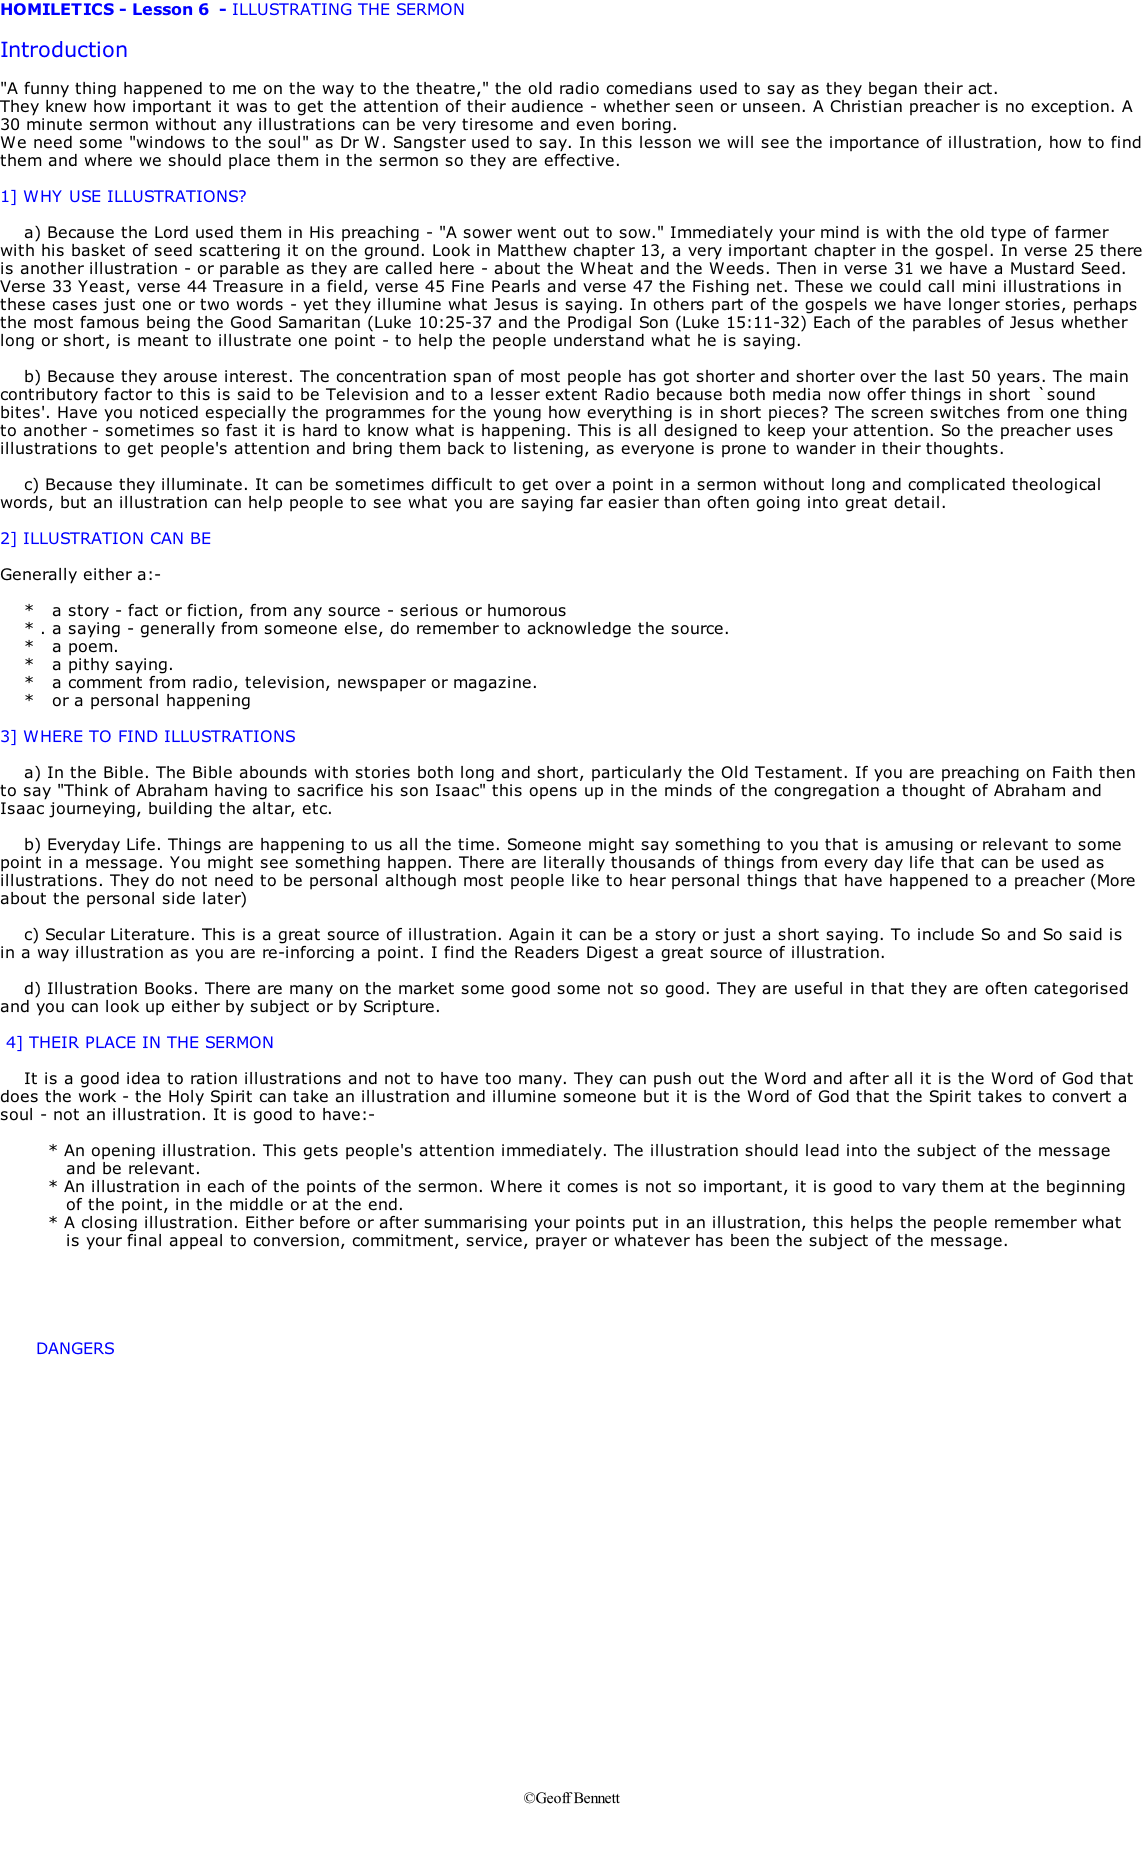 HOMILETICS - Lesson 6 - ILLUSTRATING THE SERMON
Introduction
"A funny thing happened to me on the way to the theatre," the old radio comedians used to say as they began their act.
They knew how important it was to get the attention of their audience - whether seen or unseen. A Christian preacher is no exception. A
30 minute sermon without any illustrations can be very tiresome and even boring.
We need some "windows to the soul" as Dr W. Sangster used to say. In this lesson we will see the importance of illustration, how to find
them and where we should place them in the sermon so they are effective.
1] WHY USE ILLUSTRATIONS?
a) Because the Lord used them in His preaching - "A sower went out to sow." Immediately your mind is with the old type of farmer
with his basket of seed scattering it on the ground. Look in Matthew chapter 13, a very important chapter in the gospel. In verse 25 there
is another illustration - or parable as they are called here - about the Wheat and the Weeds. Then in verse 31 we have a Mustard Seed.
Verse 33 Yeast, verse 44 Treasure in a field, verse 45 Fine Pearls and verse 47 the Fishing net. These we could call mini illustrations in
these cases just one or two words - yet they illumine what Jesus is saying. In others part of the gospels we have longer stories, perhaps
the most famous being the Good Samaritan (Luke 10:25-37 and the Prodigal Son (Luke 15:11-32) Each of the parables of Jesus whether
long or short, is meant to illustrate one point - to help the people understand what he is saying.
b) Because they arouse interest. The concentration span of most people has got shorter and shorter over the last 50 years. The main
contributory factor to this is said to be Television and to a lesser extent Radio because both media now offer things in short `sound
bites'. Have you noticed especially the programmes for the young how everything is in short pieces? The screen switches from one thing
to another - sometimes so fast it is hard to know what is happening. This is all designed to keep your attention. So the preacher uses
illustrations to get people's attention and bring them back to listening, as everyone is prone to wander in their thoughts.
c) Because they illuminate. It can be sometimes difficult to get over a point in a sermon without long and complicated theological
words, but an illustration can help people to see what you are saying far easier than often going into great detail.
2] ILLUSTRATION CAN BE
Generally either a:-
* a story - fact or fiction, from any source - serious or humorous
* . a saying - generally from someone else, do remember to acknowledge the source.
* a poem.
* a pithy saying.
* a comment from radio, television, newspaper or magazine.
* or a personal happening
3] WHERE TO FIND ILLUSTRATIONS
a) In the Bible. The Bible abounds with stories both long and short, particularly the Old Testament. If you are preaching on Faith then
to say "Think of Abraham having to sacrifice his son Isaac" this opens up in the minds of the congregation a thought of Abraham and
Isaac journeying, building the altar, etc.
b) Everyday Life. Things are happening to us all the time. Someone might say something to you that is amusing or relevant to some
point in a message. You might see something happen. There are literally thousands of things from every day life that can be used as
illustrations. They do not need to be personal although most people like to hear personal things that have happened to a preacher (More
about the personal side later)
c) Secular Literature. This is a great source of illustration. Again it can be a story or just a short saying. To include So and So said is
in a way illustration as you are re-inforcing a point. I find the Readers Digest a great source of illustration.
d) Illustration Books. There are many on the market some good some not so good. They are useful in that they are often categorised
and you can look up either by subject or by Scripture.
4] THEIR PLACE IN THE SERMON
It is a good idea to ration illustrations and not to have too many. They can push out the Word and after all it is the Word of God that
does the work - the Holy Spirit can take an illustration and illumine someone but it is the Word of God that the Spirit takes to convert a
soul - not an illustration. It is good to have:-
* An opening illustration. This gets people's attention immediately. The illustration should lead into the subject of the message
and be relevant.
* An illustration in each of the points of the sermon. Where it comes is not so important, it is good to vary them at the beginning
of the point, in the middle or at the end.
* A closing illustration. Either before or after summarising your points put in an illustration, this helps the people remember what
is your final appeal to conversion, commitment, service, prayer or whatever has been the subject of the message.
DANGERS
©Geoff Bennett